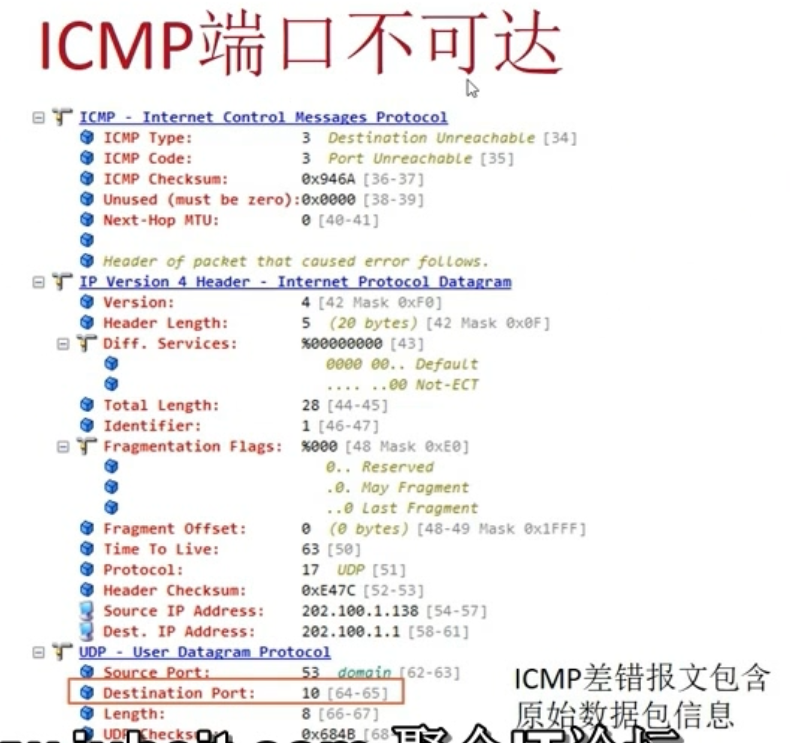 ICMP端口不可达
ICMP - Internet Control Messages Protocol
ICMP Type: 3 Destination Unreachable [34]
ICMP Code: 3 Port Unreachable [35]
ICMP Checksum: 0x946A [36-37]
Unused (must be zero):0x0000 [38-39]
Next-Hop MTU: 0 [40-41]
Header of packet that caused error follows.
IP Version 4 Header - Internet Protocol Datagram
Version: 4 [42 Mask 0xF0]
Header Length: 5 (20 bytes) [42 Mask 0x0F]
Diff. Services: %00000000 [43]
0000 00.. Default
.... ..00 Not-ECT
Total Length: 28 [44-45]
Identifier: 1 [46-47]
Fragmentation Flags: %000 [48 Mask 0xE0]
0.. Reserved
.0. May Fragment
..0 Last Fragment
Fragment Offset: 0 (0 bytes) [48-49 Mask 0x1FFF]
Time To Live: 63 [50]
Protocol: 17 UDP [51]
Header Checksum: 0xE47C [52-53]
Source IP Address: 202.100.1.138 [54-57]
Dest. IP Address: 202.100.1.1 [58-61]
UDP - User Datagram Protocol
Source Port: 53 domain [62-63]
Destination Port: 10 [64-65]
Length: 8 [66-67]
0x684B [68
ICMP差错报文包含
原始数据包信息